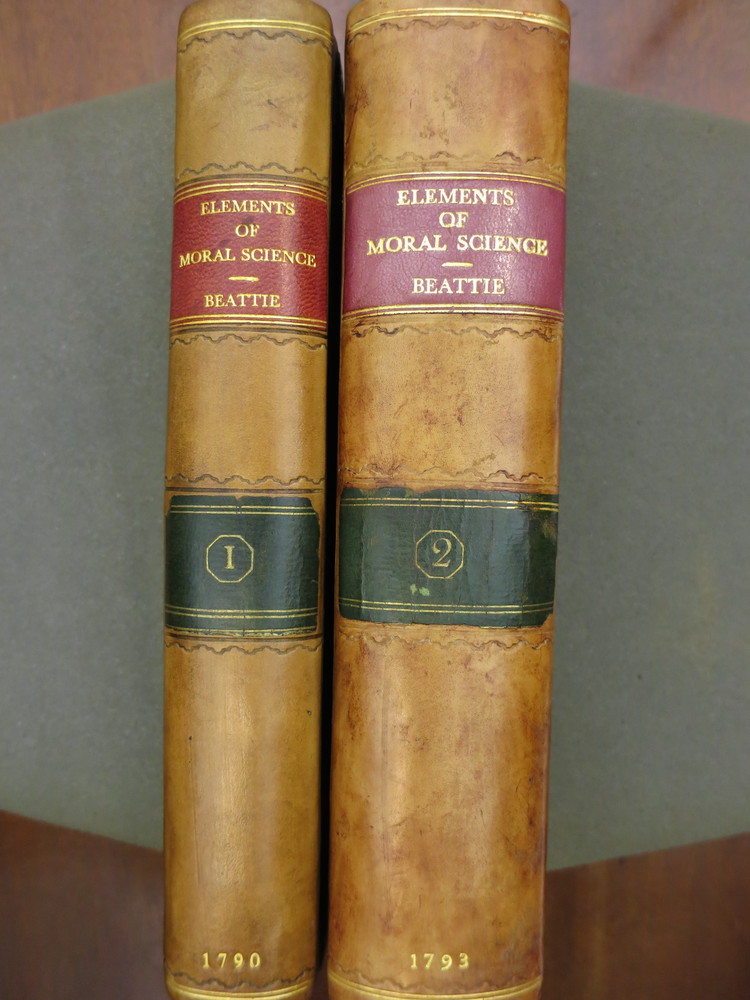 ELEMENTS
OF
MORAL SCIENCE
BEATTIE
1
1790
ELEMENTS
OF
MORAL SCIENCE
BEATTIE
2
1793